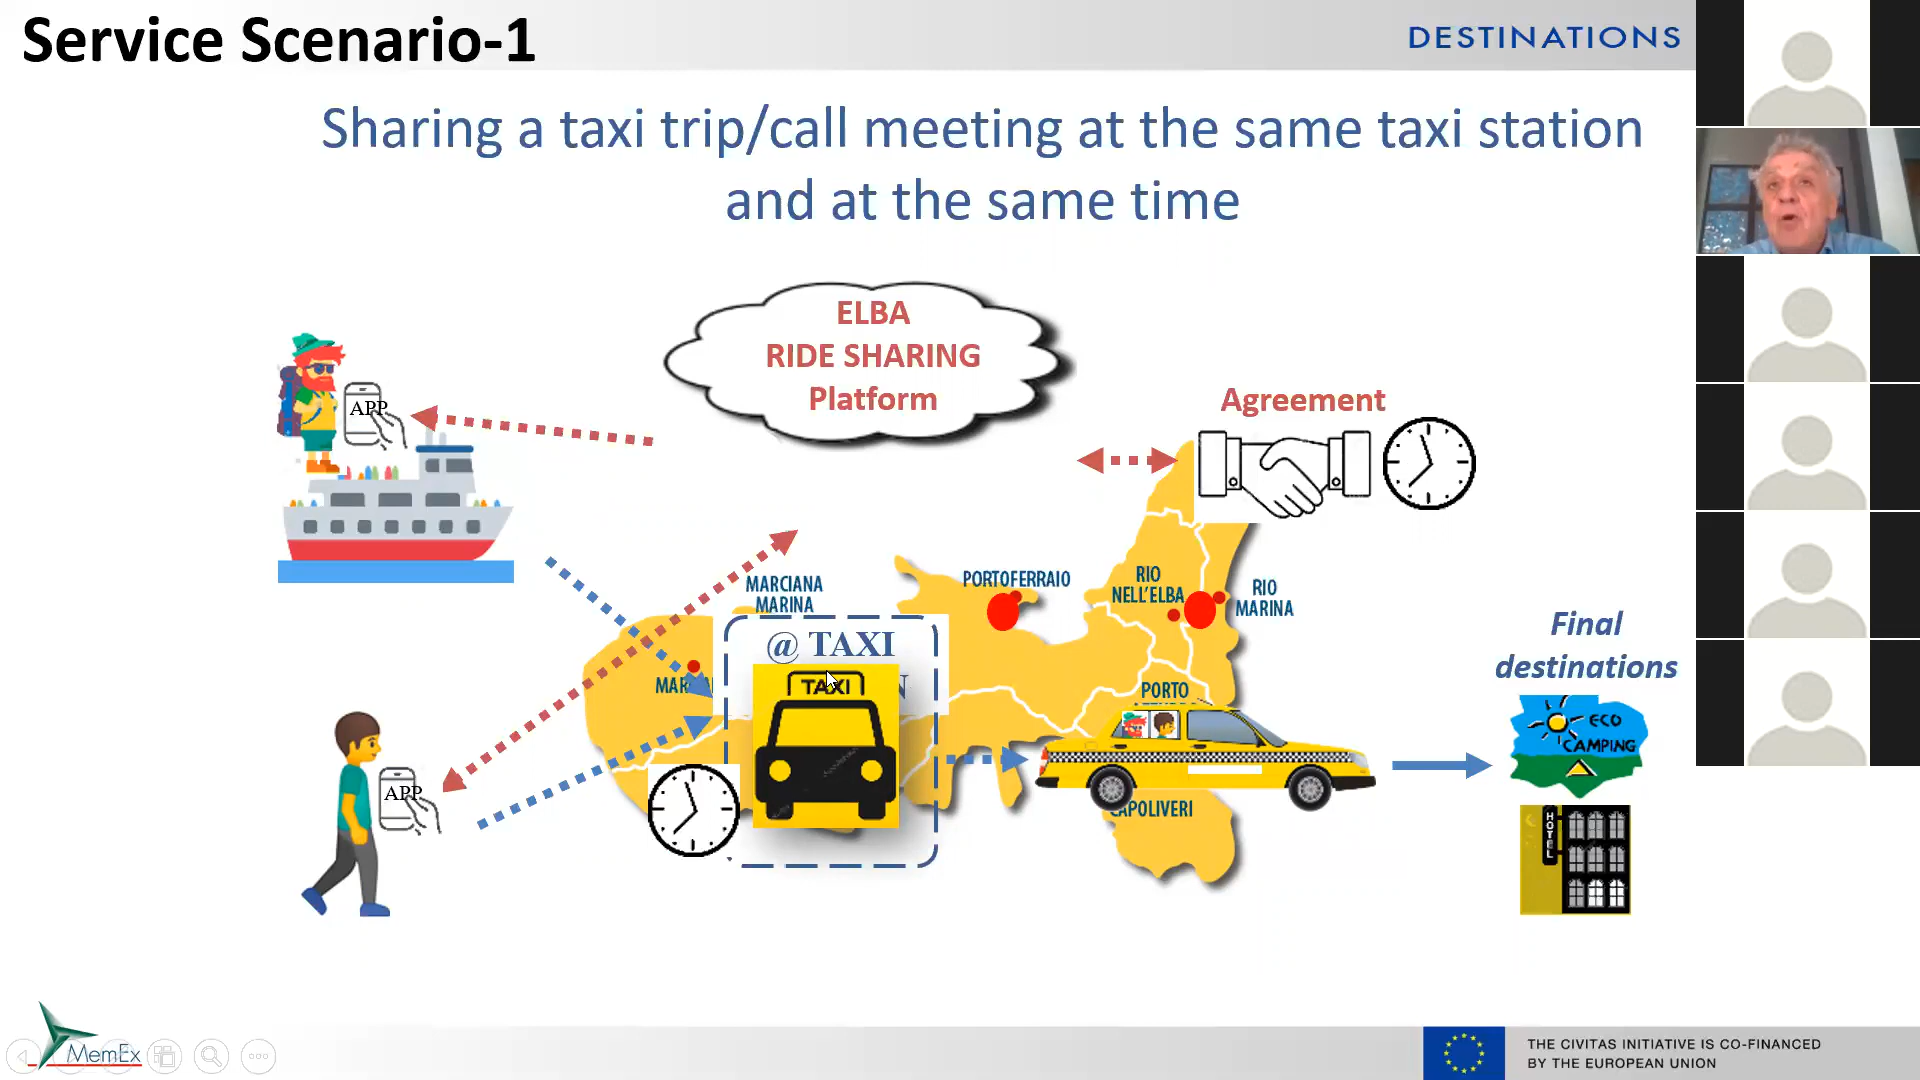 Service Scenario-1
DESTINATIONS
Sharing a taxi trip/call meeting at the same taxi station
and at the same time
ELBA
RIDE SHARING
Platform
APP
Agreement
MARCIANA
MARINA
PORTOFERRAIO
RIO
NELL'ELBA
RIO
MARINA
@ TAXI
TAXI
PORTO
Final
destinations
ECO
CAMPING
APP
HOTEL
MemEx
THE CIVITAS INITIATIVE IS CO-FINANCED
BY THE EUROPEAN UNION